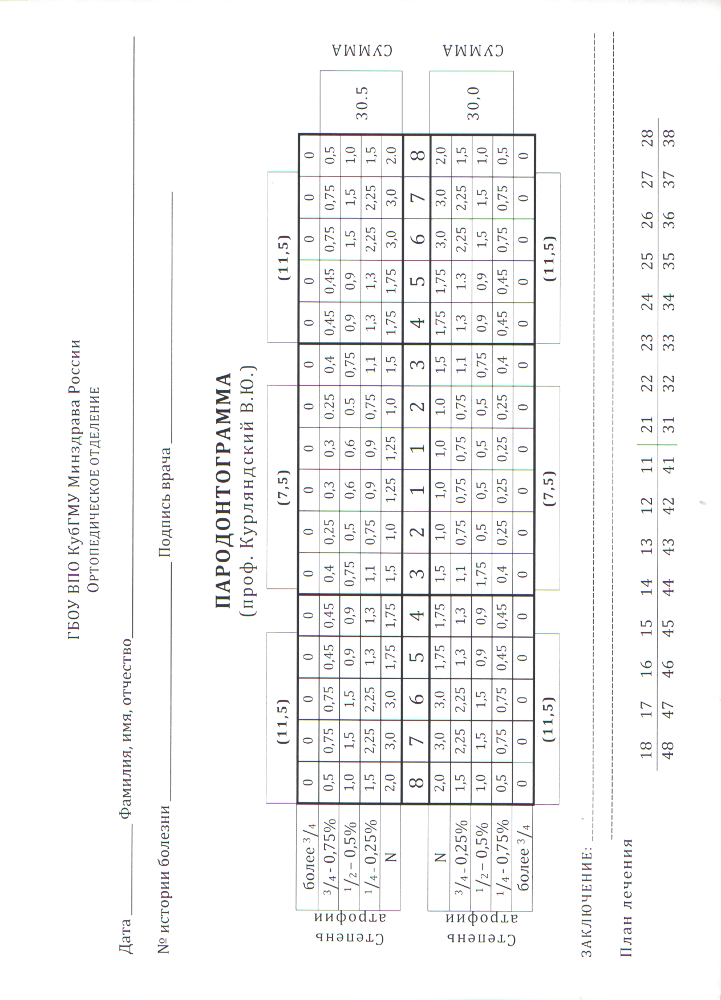 ГБОУ ВПО КубГМУ Минздрава России
ОРТОПЕДИЧЕСКОЕ ОТДЕЛЕНИЕ
Дата ____ Фамилия, имя, отчество____
№ истории болезни ____ Подпись врача ____
ПАРОДОНТОГРАММА
(проф. Курляндский В.Ю.)
(11,5) (7,5) (11,5)
Степень
атрофии
более 3/4 0 0 0 0 0 0 0 0 0 0 0 0 0 0 0 0
3/4 - 0,75% 0,5 0,75 0,75 0,45 0,45 0,4 0,25 0,3 0,3 0.25 0,4 0,45 0,45 0,75 0,75 0,5
1/2 – 0,5% 1,0 1,5 1,5 0,9 0,9 0,75 0,5 0,6 0,6 0.5 0,75 0,9 0,9 1,5 1,5 1,0
1/4 – 0,25% 1,5 2,25 2,25 1,3 1,3 1,1 0,75 0,9 0,9 0,75 1,1 1,3 1,3 2,25 2,25 1,5
N 2,0 3,0 3,0 1,75 1,75 1,5 1,0 1,25 1,25 1,0 1,5 1,75 1,75 3,0 3,0 2.0
30.5
СУММА
8 7 6 5 4 3 2 1 1 2 3 4 5 6 7 8
Степень
атрофии
N 2,0 3,0 3,0 1,75 1,75 1,5 1,0 1,0 1,0 1.0 1,5 1,75 1,75 3,0 3,0 2,0
3/4 – 0,25% 1,5 2,25 2,25 1,3 1,3 1,1 0,75 0,75 0,75 0,75 1,1 1,3 1.3 2,25 2,25 1,5
1/2 – 0,5% 1,0 1,5 1,5 0,9 0,9 1,75 0,5 0,5 0,5 0,5 0,75 0,9 0,9 1,5 1,5 1,0
1/4 - 0,75% 0,5 0,75 0,75 0,45 0,45 0,4 0,25 0,25 0,25 0,25 0,4 0,45 0,45 0,75 0,75 0,5
более 3/4 0 0 0 0 0 0 0 0 0 0 0 0 0 0 0 0
30,0
СУММА
(11,5) (7,5) (11,5)
ЗАКЛЮЧЕНИЕ:
План лечения
18 17 16 15 14 13 12 11 21 22 23 24 25 26 27 28
48 47 46 45 44 43 42 41 31 32 33 34 35 36 37 38